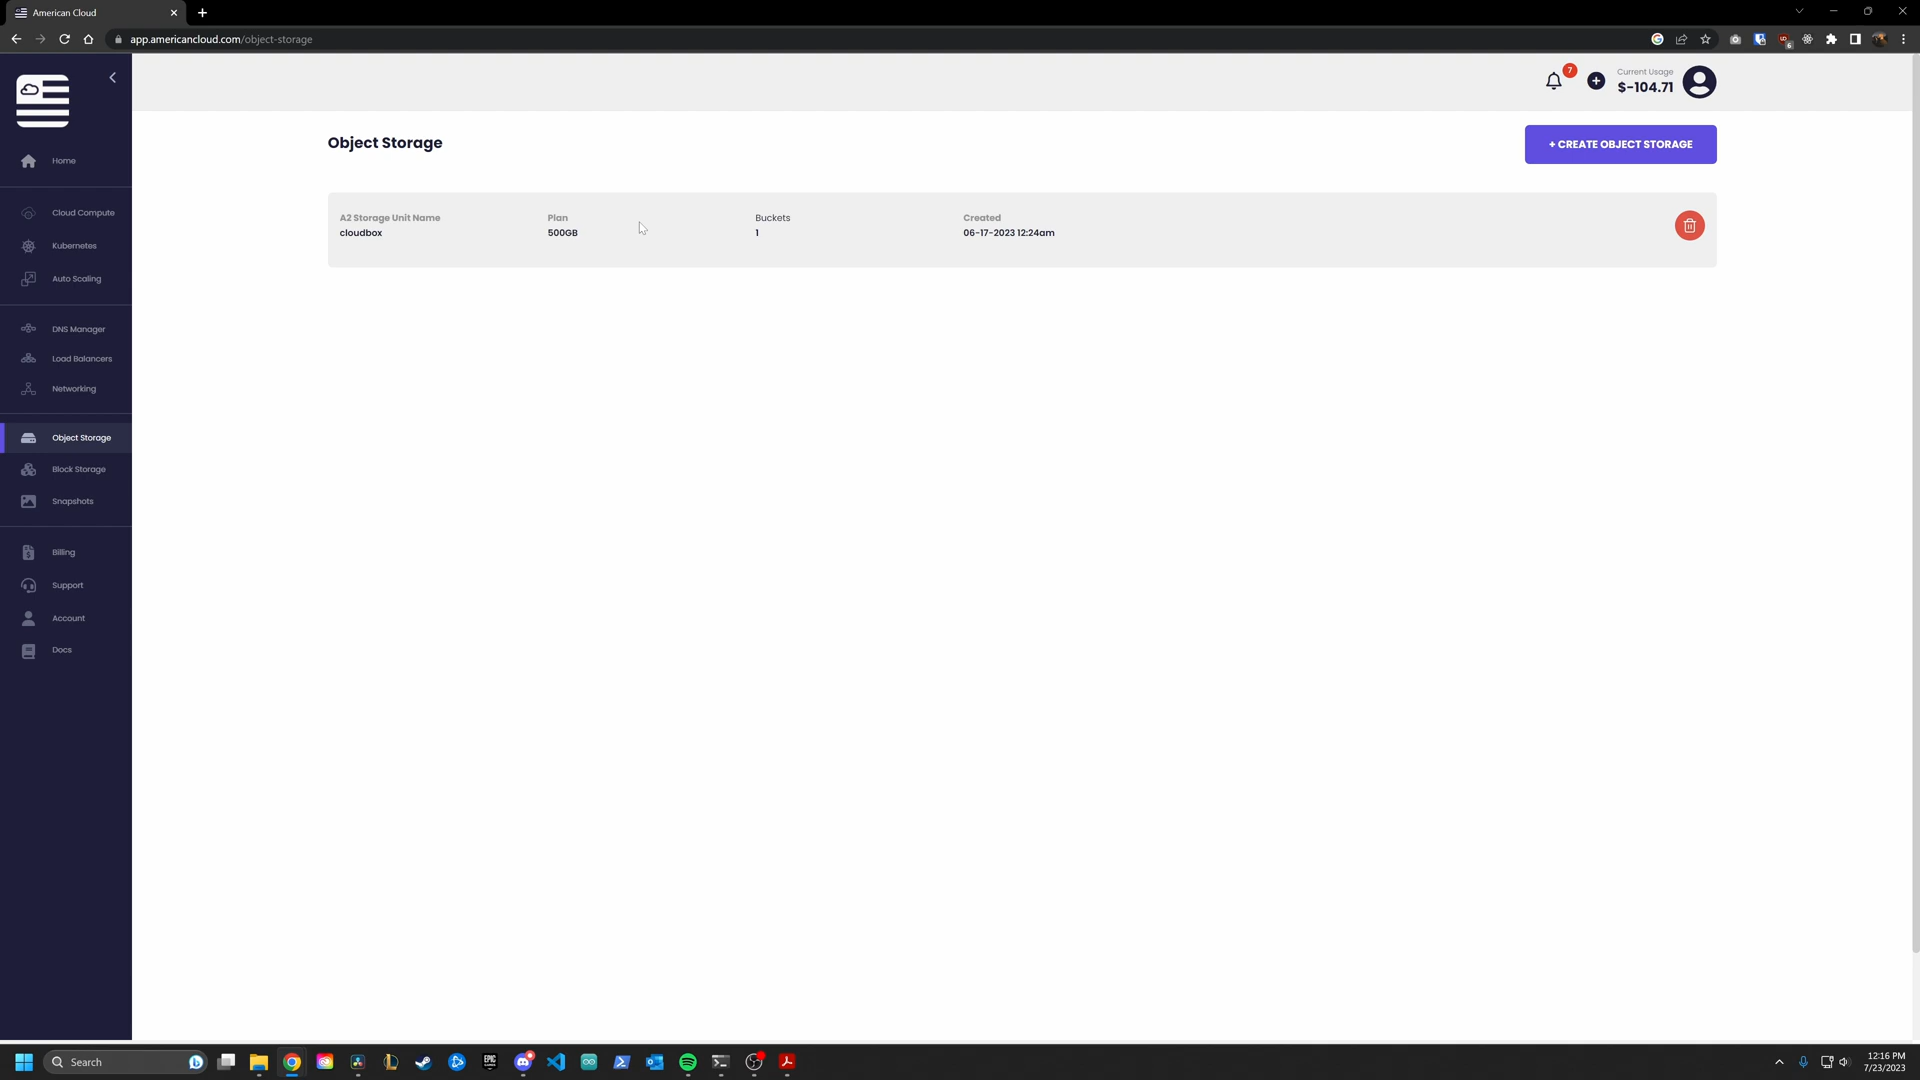 American Cloud
app.americancloud.com/object-storage
6
7
Current Usage
$-104.71
Home
Cloud Compute
Kubernetes
Auto Scaling
DNS Manager
Load Balancers
Networking
Object Storage
Block Storage
Snapshots
Billing
Support
Account
Docs
Object Storage
+ CREATE OBJECT STORAGE
A2 Storage Unit Name
cloudbox
Plan
500GB
Buckets
1
Created
06-17-2023 12:24am
Search
EPIC
12:16 PM
7/23/2023